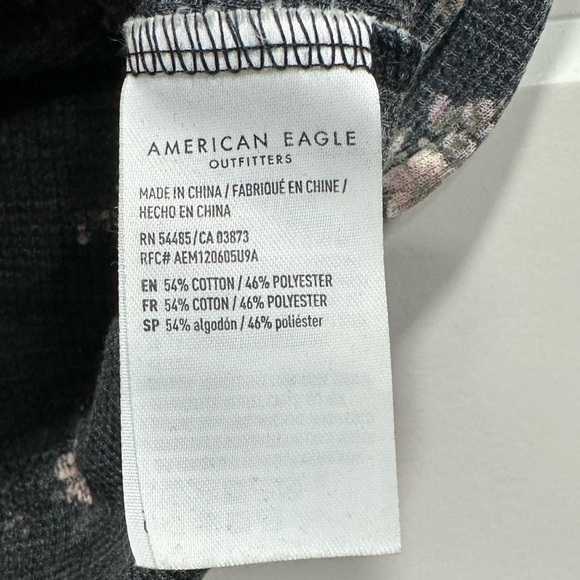 AMERICAN EAGLE
OUTFITTERS
MADE IN CHINA / FABRIQUÉ EN CHINE /
HECHO EN CHINA
RN 54485/CA 03873
RFC# AEM120605U9A
EN 54% COTTON / 46% POLYESTER
FR 54% COTON / 46% POLYESTER
SP 54% algodón / 46% poliéster